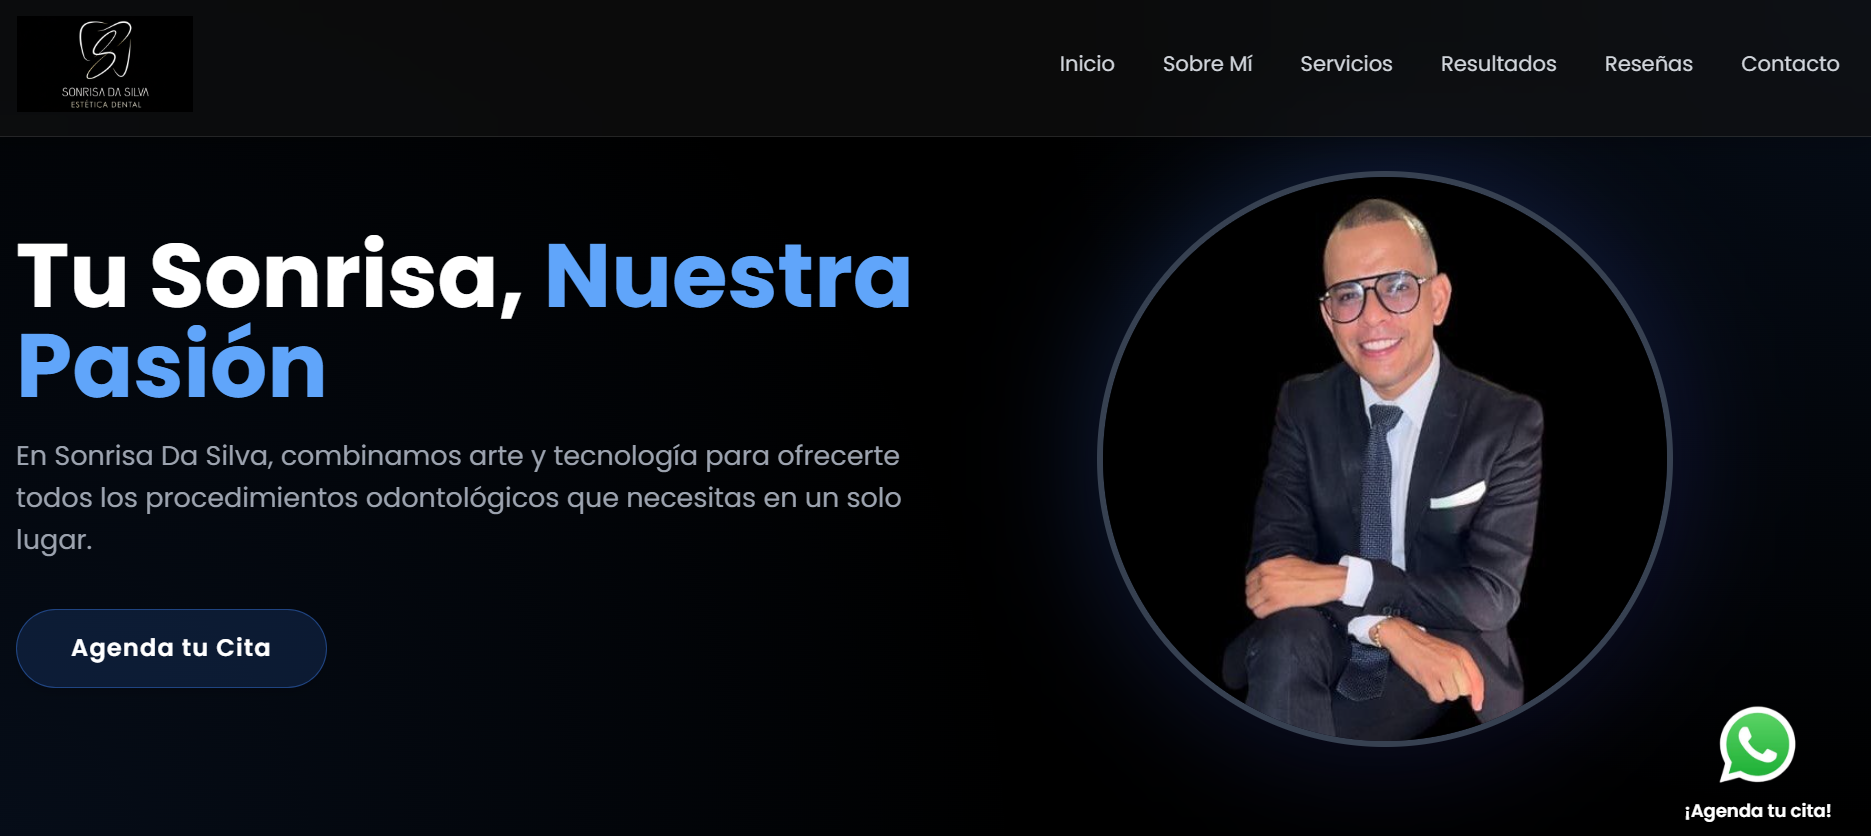 SONRISA DA SILVA
ESTÉTICA DENTAL
Inicio Sobre Mí Servicios Resultados Reseñas Contacto
Tu Sonrisa, Nuestra
Pasión
En Sonrisa Da Silva, combinamos arte y tecnología para ofrecerte
todos los procedimientos odontológicos que necesitas en un solo
lugar.
Agenda tu Cita
¡Agenda tu cita!